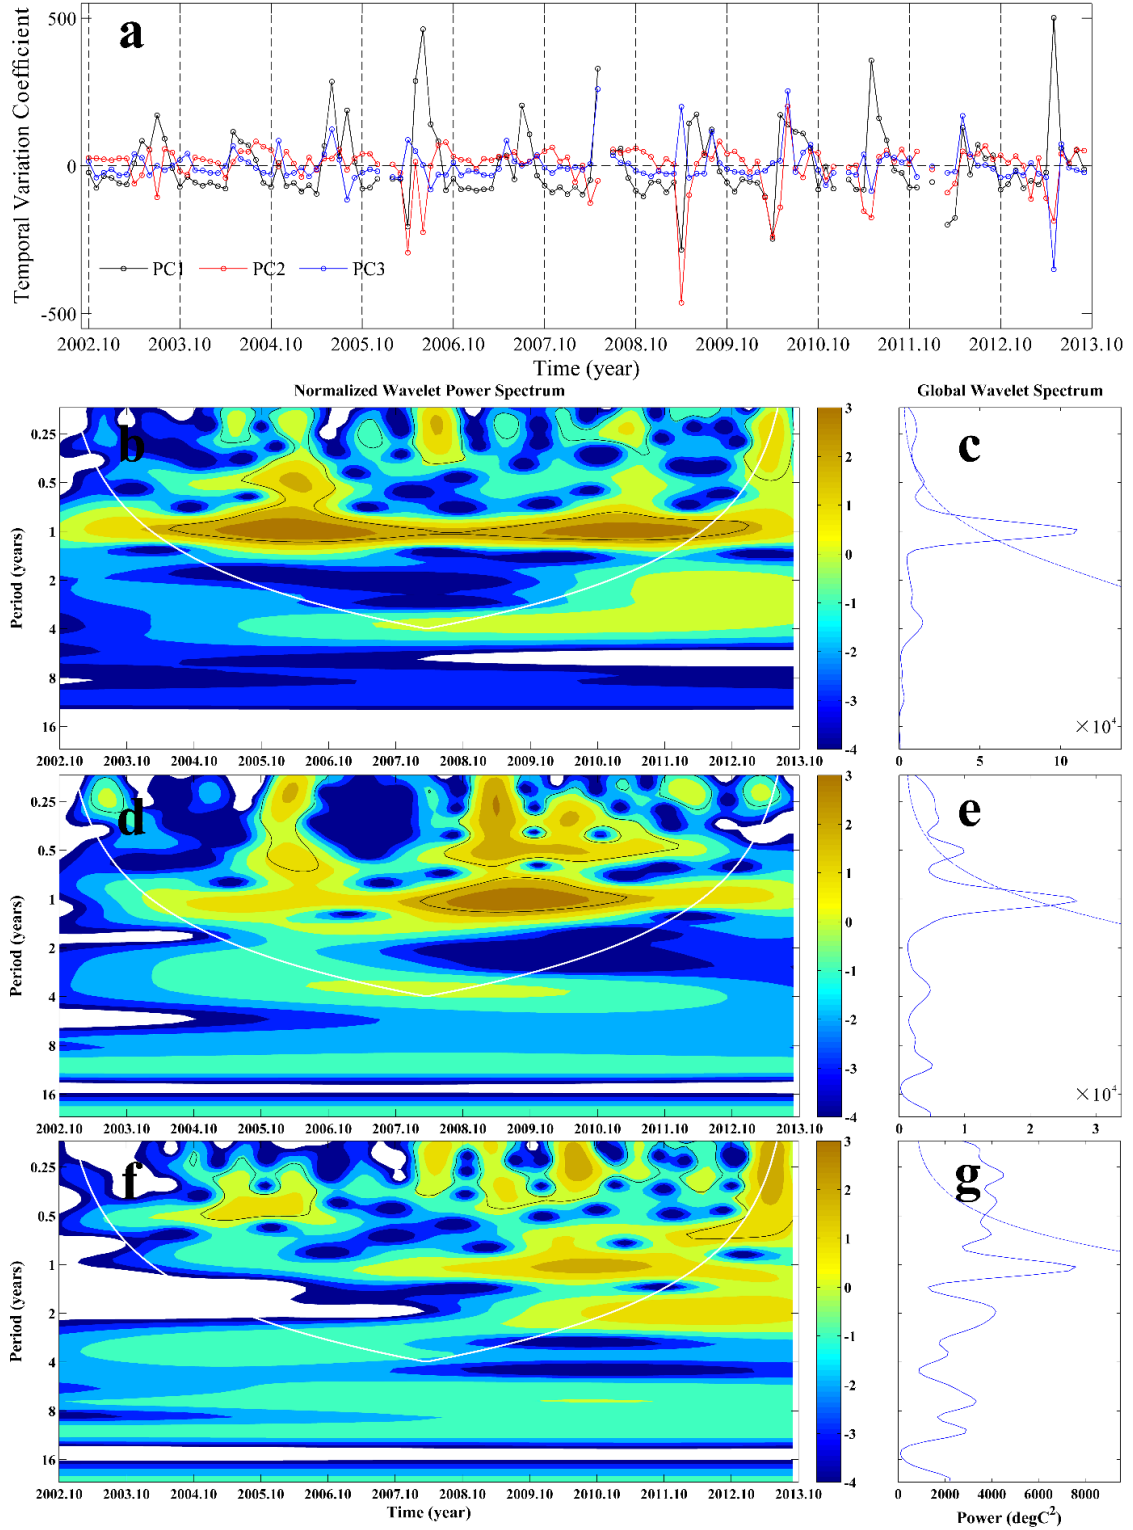 a
Temporal Variation Coefficient
500
0
-500
PC1 PC2 PC3
2002.10 2003.10 2004.10 2005.10 2006.10 2007.10 2008.10 2009.10 2010.10 2011.10 2012.10 2013.10
Time (year)
Normalized Wavelet Power Spectrum
Global Wavelet Spectrum
b
Period (years)
0.25
0.5
1
2
4
8
16
2002.10 2003.10 2004.10 2005.10 2006.10 2007.10 2008.10 2009.10 2010.10 2011.10 2012.10 2013.10
3
2
1
0
-1
-2
-3
-4
c
×10⁴
0 5 10
d
Period (years)
0.25
0.5
1
2
4
8
16
2002.10 2003.10 2004.10 2005.10 2006.10 2007.10 2008.10 2009.10 2010.10 2011.10 2012.10 2013.10
3
2
1
0
-1
-2
-3
-4
e
×10⁴
0 1 2 3
f
Period (years)
0.25
0.5
1
2
4
8
16
2002.10 2003.10 2004.10 2005.10 2006.10 2007.10 2008.10 2009.10 2010.10 2011.10 2012.10 2013.10
Time (year)
3
2
1
0
-1
-2
-3
-4
g
0 2000 4000 6000 8000
Power (degC²)